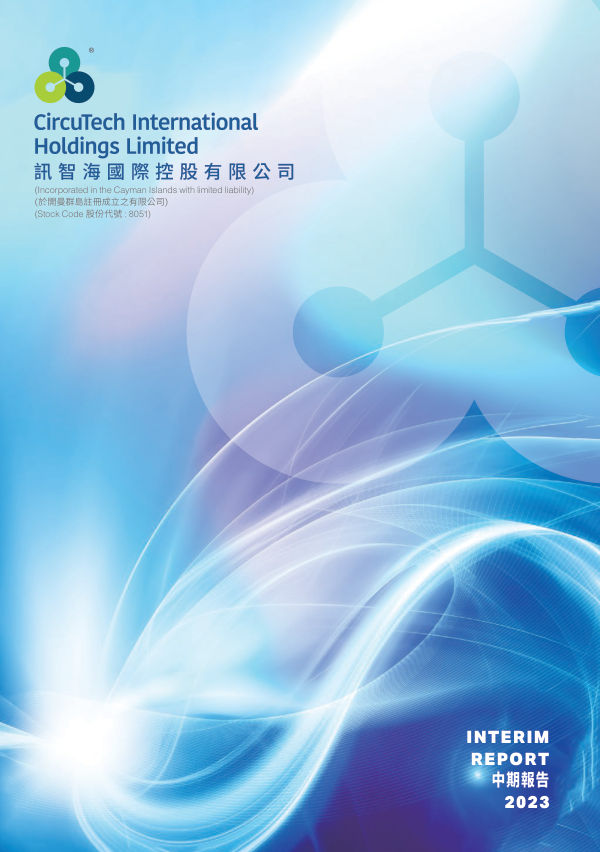 ®
CircuTech International
Holdings Limited
訊智海國際控股有限公司
(Incorporated in the Cayman Islands with limited liability)
(於開曼群島註冊成立之有限公司)
(Stock Code 股份代號 : 8051)
INTERIM
REPORT
中期報告
2023